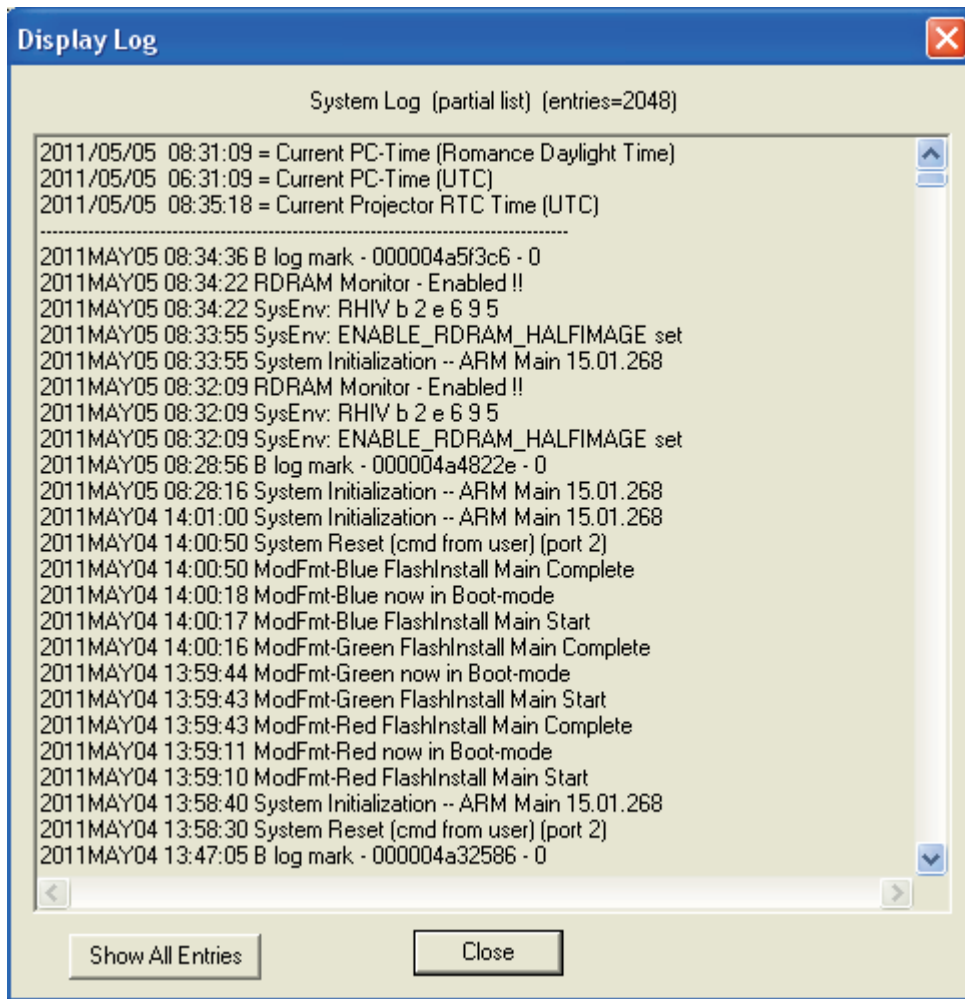 Display Log
System Log (partial list) (entries=2048)
2011/05/05 08:31:09 = Current PC-Time (Romance Daylight Time)
2011/05/05 06:31:09 = Current PC-Time (UTC)
2011/05/05 08:35:18 = Current Projector RTC Time (UTC)
--------------------------------------------------------------------------------
2011MAY05 08:34:36 B log mark - 000004a5f3c6 - 0
2011MAY05 08:34:22 RDRAM Monitor - Enabled !!
2011MAY05 08:34:22 SysEnv: RHIV b 2 e 6 9 5
2011MAY05 08:33:55 SysEnv: ENABLE_RDRAM_HALFIMAGE set
2011MAY05 08:33:55 System Initialization -- ARM Main 15.01.268
2011MAY05 08:32:09 RDRAM Monitor - Enabled !!
2011MAY05 08:32:09 SysEnv: RHIV b 2 e 6 9 5
2011MAY05 08:32:09 SysEnv: ENABLE_RDRAM_HALFIMAGE set
2011MAY05 08:28:56 B log mark - 000004a4822e - 0
2011MAY05 08:28:16 System Initialization -- ARM Main 15.01.268
2011MAY04 14:01:00 System Initialization -- ARM Main 15.01.268
2011MAY04 14:00:50 System Reset (cmd from user) (port 2)
2011MAY04 14:00:50 ModFmt-Blue FlashInstall Main Complete
2011MAY04 14:00:18 ModFmt-Blue now in Boot-mode
2011MAY04 14:00:17 ModFmt-Blue FlashInstall Main Start
2011MAY04 14:00:16 ModFmt-Green FlashInstall Main Complete
2011MAY04 13:59:44 ModFmt-Green now in Boot-mode
2011MAY04 13:59:43 ModFmt-Green FlashInstall Main Start
2011MAY04 13:59:43 ModFmt-Red FlashInstall Main Complete
2011MAY04 13:59:11 ModFmt-Red now in Boot-mode
2011MAY04 13:59:10 ModFmt-Red FlashInstall Main Start
2011MAY04 13:58:40 System Initialization -- ARM Main 15.01.268
2011MAY04 13:58:30 System Reset (cmd from user) (port 2)
2011MAY04 13:47:05 B log mark - 000004a32586 - 0
Show All Entries
Close